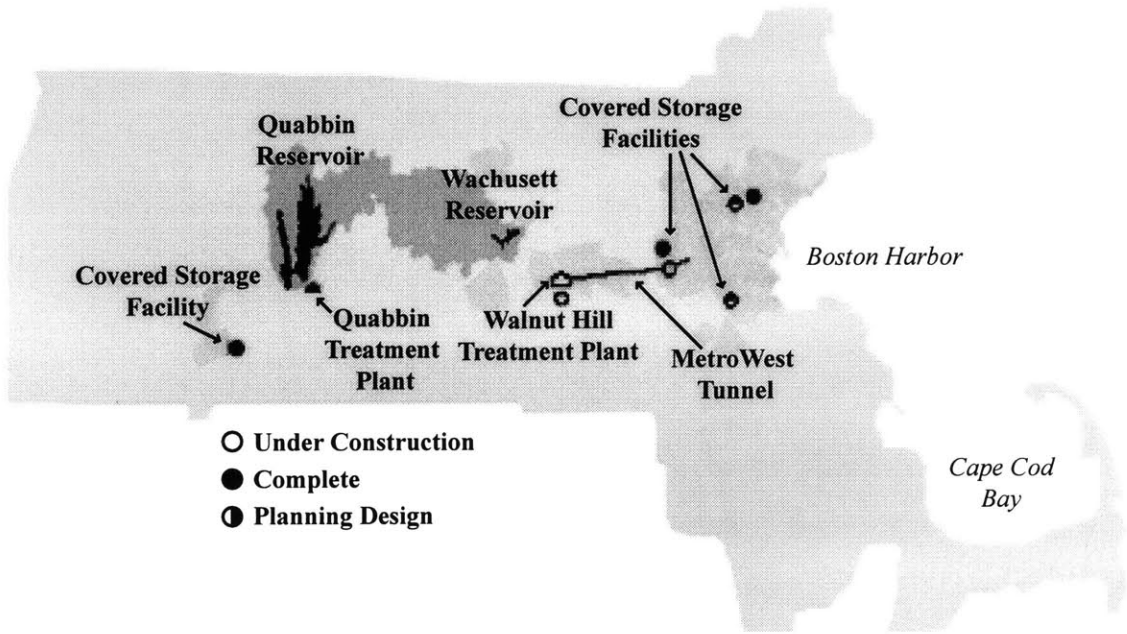 Covered Storage
Facilities
Quabbin
Reservoir
Wachusett
Reservoir
Boston Harbor
Covered Storage
Facility
Quabbin
Treatment
Plant
Walnut Hill
Treatment Plant
MetroWest
Tunnel
Under Construction
Complete
Planning Design
Cape Cod
Bay